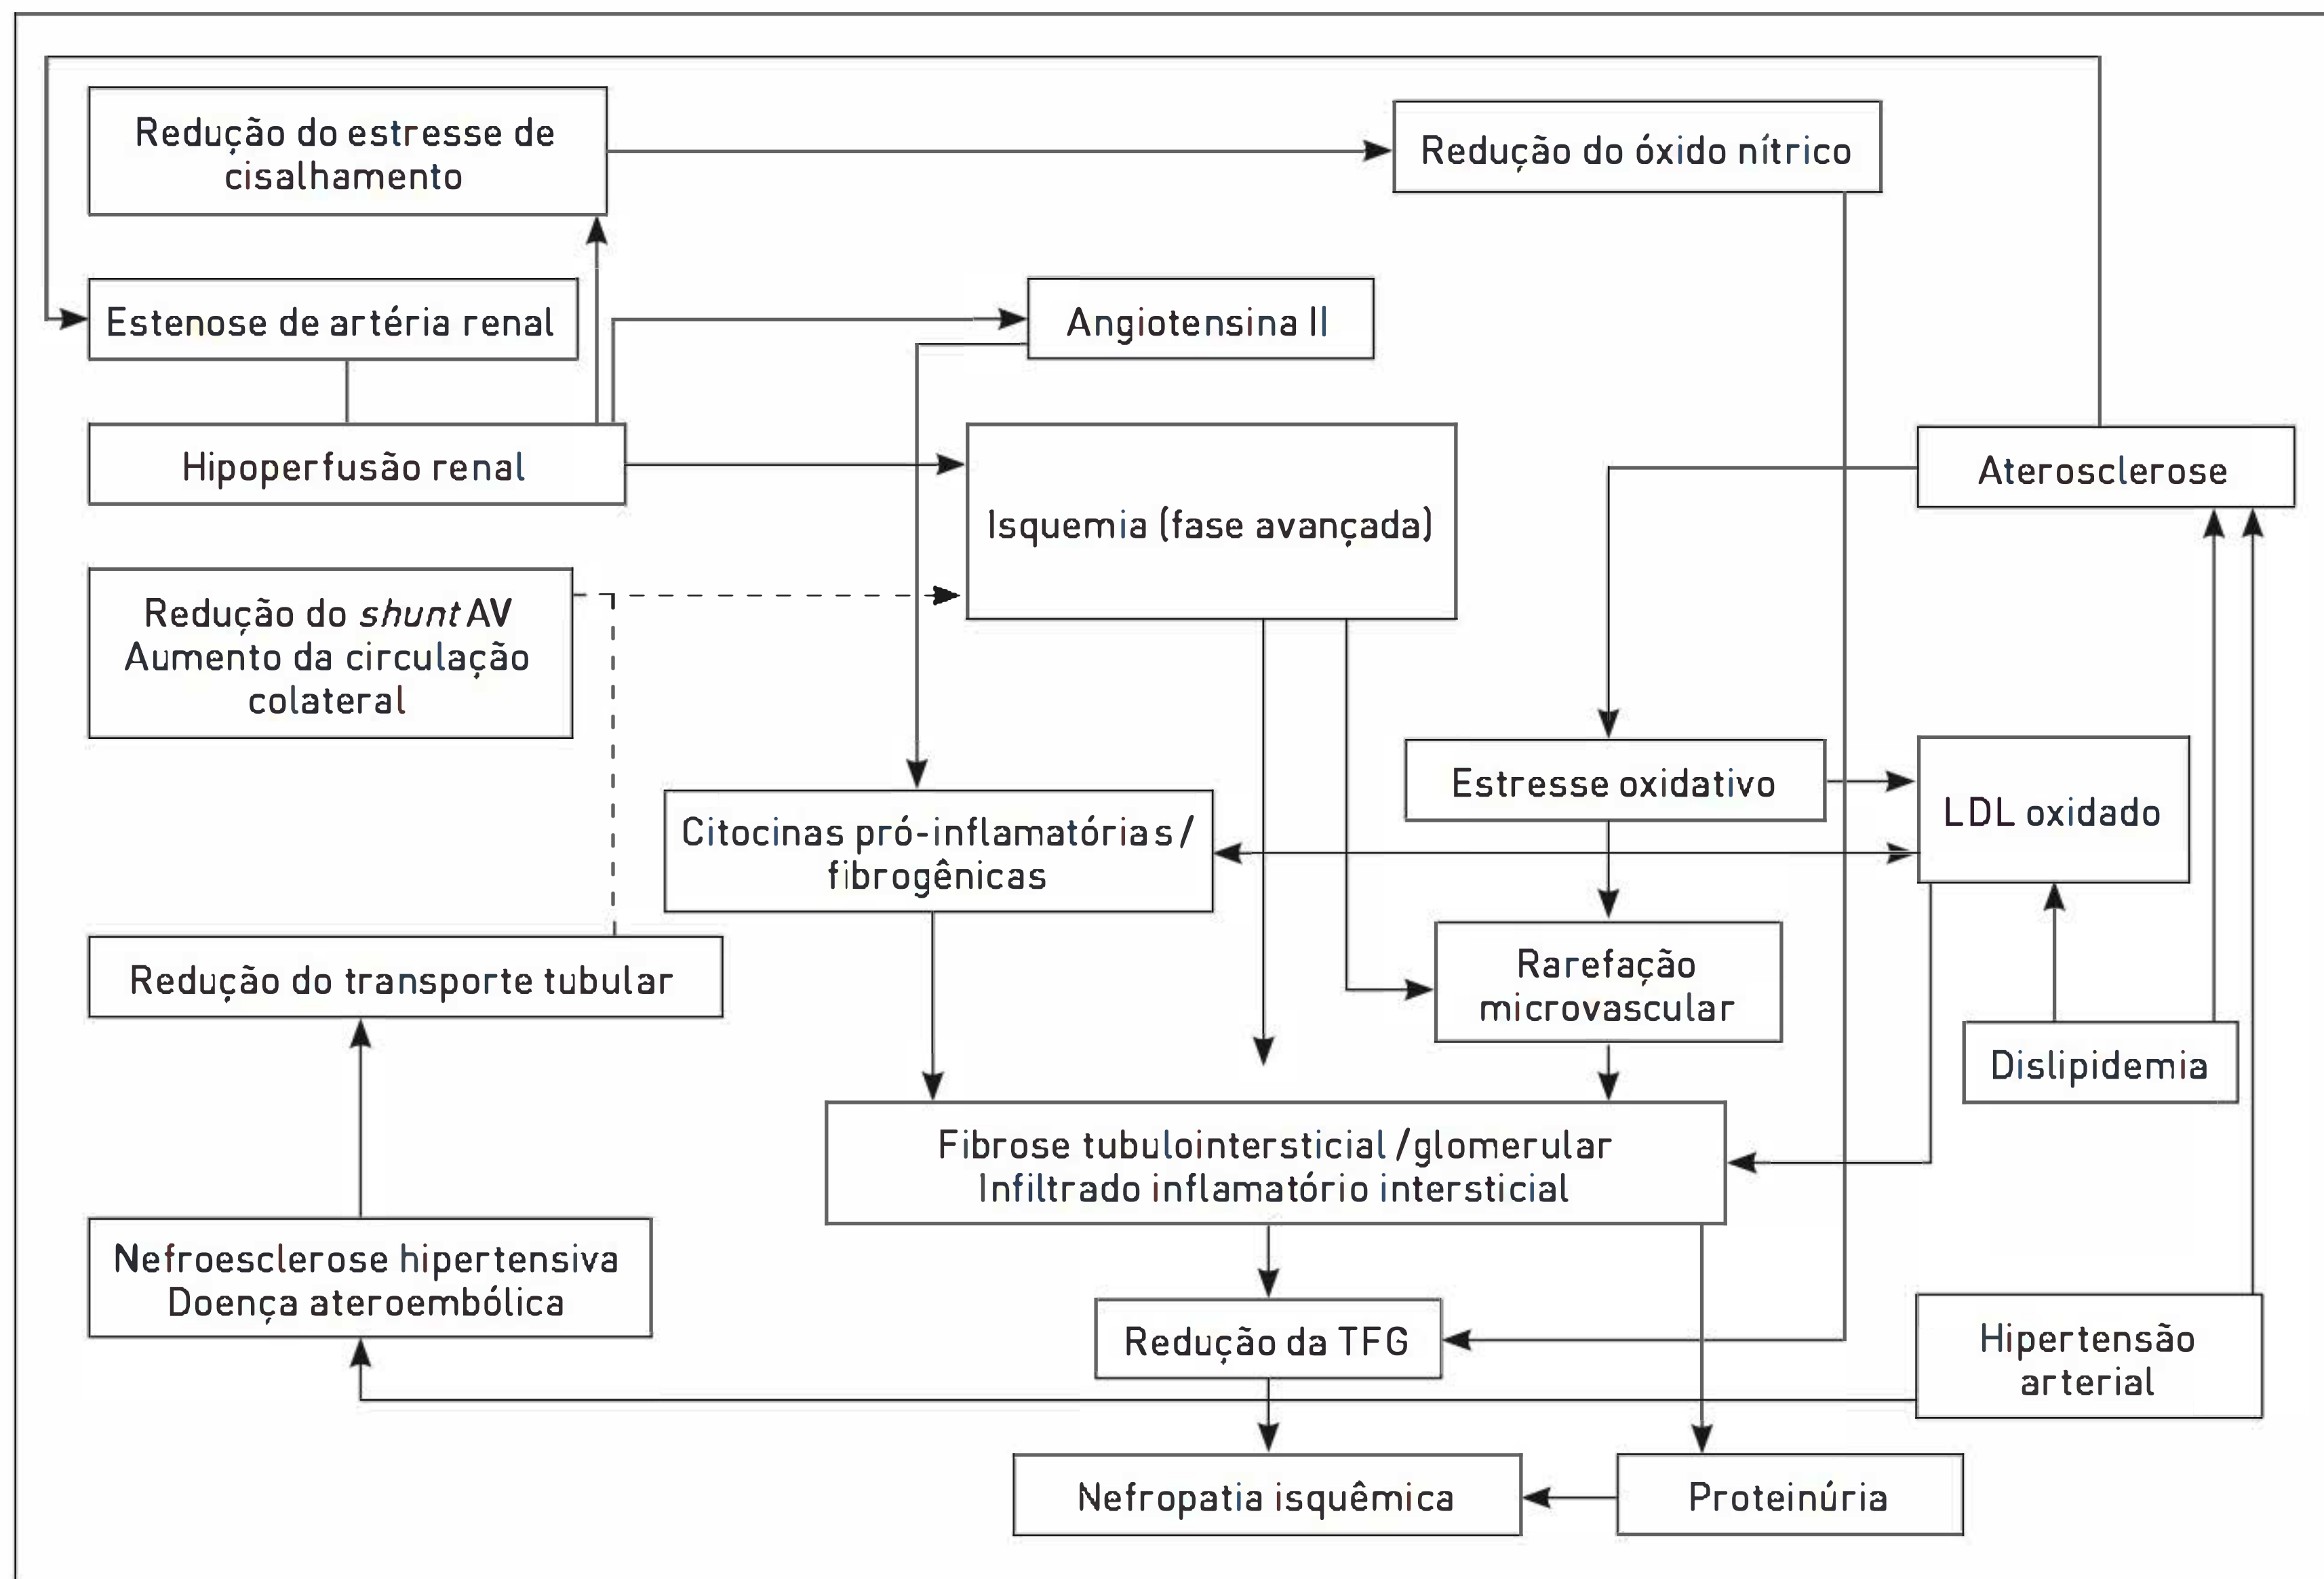 Redução do estresse de
cisalhamento
Redução do óxido nítrico
Estenose de artéria renal
Angiotensina II
Hipoperfusão renal
Isquemia (fase avançada)
Aterosclerose
Redução do shunt AV
Aumento da circulação
colateral
Estresse oxidativo
LDL oxidado
Citocinas pró-inflamatórias/
fibrogênicas
Redução do transporte tubular
Rarefação
microvascular
Dislipidemia
Fibrose tubulointersticial/glomerular
Infiltrado inflamatório intersticial
Nefroesclerose hipertensiva
Doença ateroembólica
Redução da TFG
Hipertensão
arterial
Nefropatia isquêmica
Proteinúria